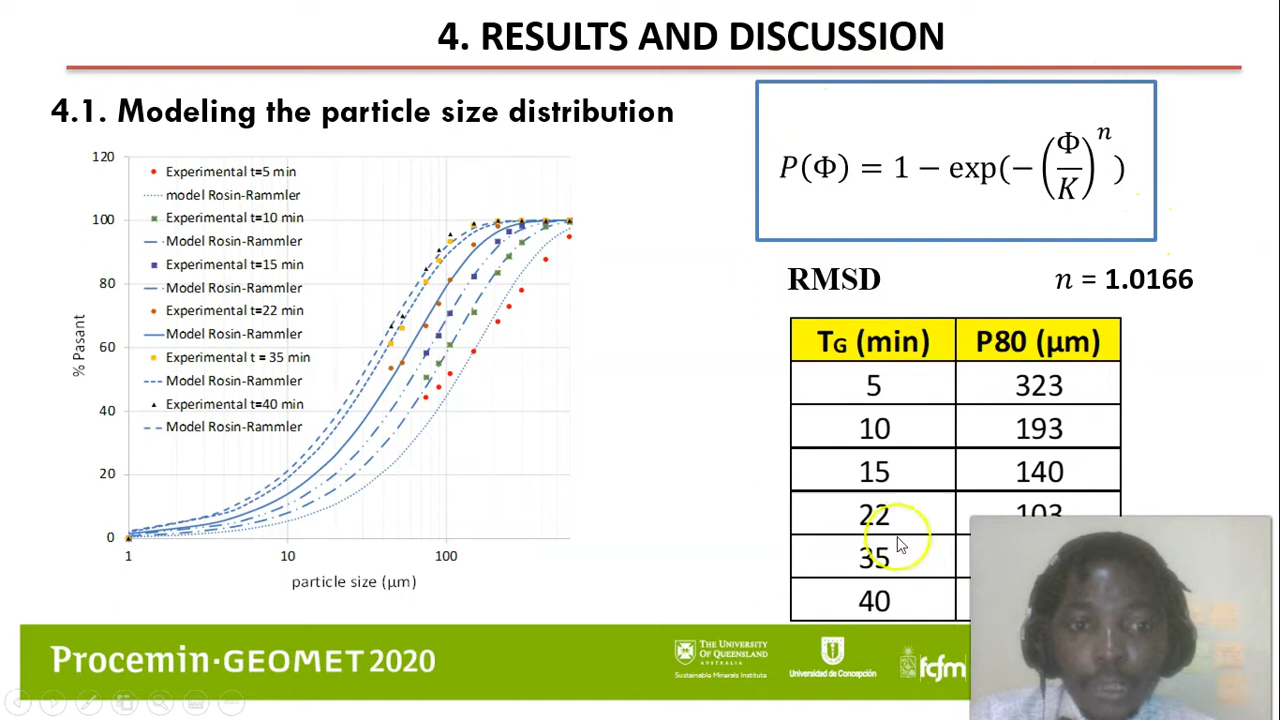 4. RESULTS AND DISCUSSION
4.1. Modeling the particle size distribution
120
100
80
60
40
20
0
% Pasant
Experimental t=5 min
model Rosin-Rammler
Experimental t=10 min
Model Rosin-Rammler
Experimental t=15 min
Model Rosin-Rammler
Experimental t=22 min
Model Rosin-Rammler
Experimental t = 35 min
Model Rosin-Rammler
Experimental t=40 min
Model Rosin-Rammler
1 10 100
particle size (µm)
P(Φ) = 1 − exp(−(Φ/K)^n)
RMSD n = 1.0166
TG (min) P80 (µm)
5 323
10 193
15 140
22 103
35
40
Procemin·GEOMET 2020
THE UNIVERSITY
OF QUEENSLAND
AUSTRALIA
Sustainable Minerals Institute
Universidad de Concepción
fcfm